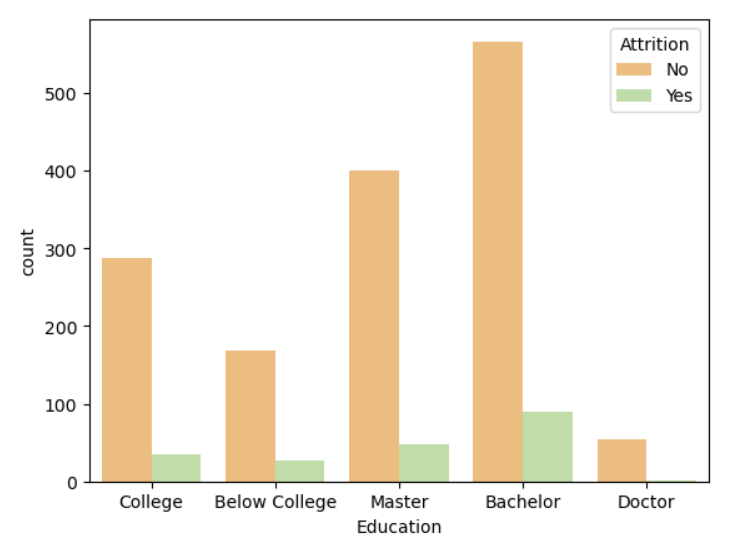 Attrition
No
Yes
500
400
300
200
100
0
count
College Below College Master Bachelor Doctor
Education